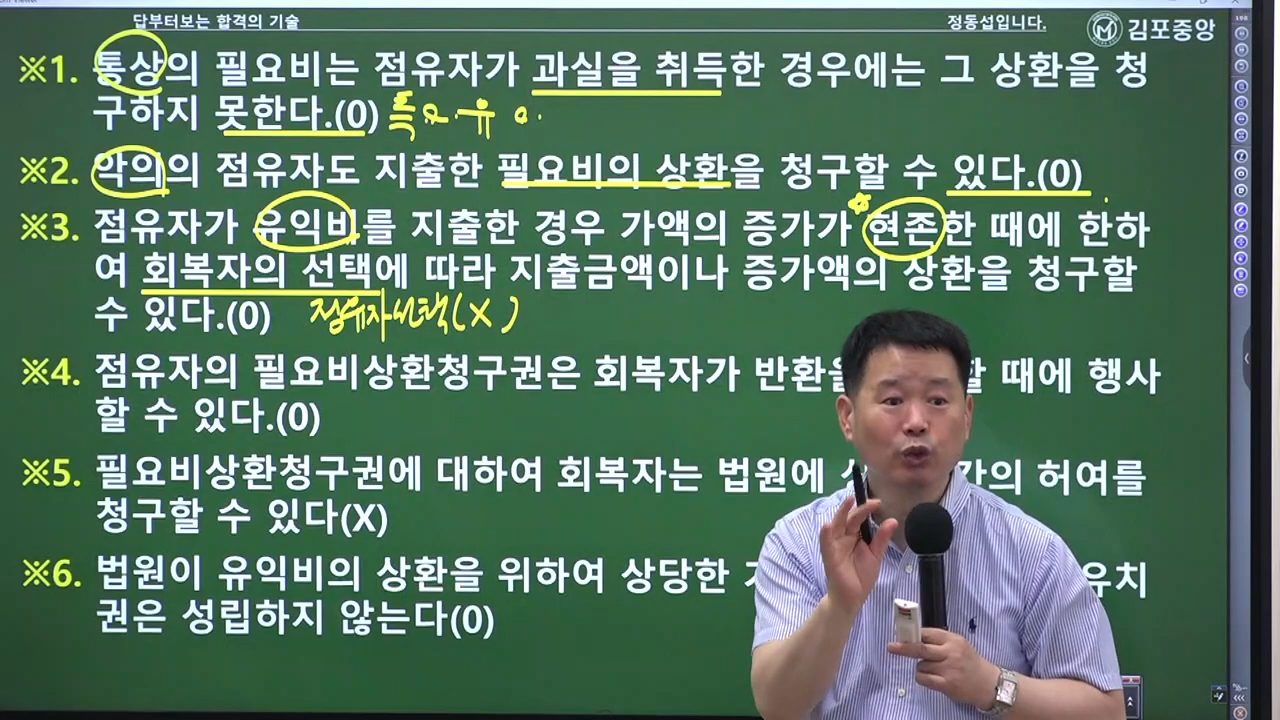 답부터보는 합격의 기술
정동섭입니다.
김포중앙
※1. 통상의 필요비는 점유자가 과실을 취득한 경우에는 그 상환을 청
구하지 못한다.(0)
※2. 악의의 점유자도 지출한 필요비의 상환을 청구할 수 있다.(0)
※3. 점유자가 유익비를 지출한 경우 가액의 증가가 현존한 때에 한하
여 회복자의 선택에 따라 지출금액이나 증가액의 상환을 청구할
수 있다.(0) 점유자선택(X)
※4. 점유자의 필요비상환청구권은 회복자가 반환을 할 때에 행사
할 수 있다.(0)
※5. 필요비상환청구권에 대하여 회복자는 법원에 의 허여를
청구할 수 있다(X)
※6. 법원이 유익비의 상환을 위하여 상당한 유치
권은 성립하지 않는다(0)